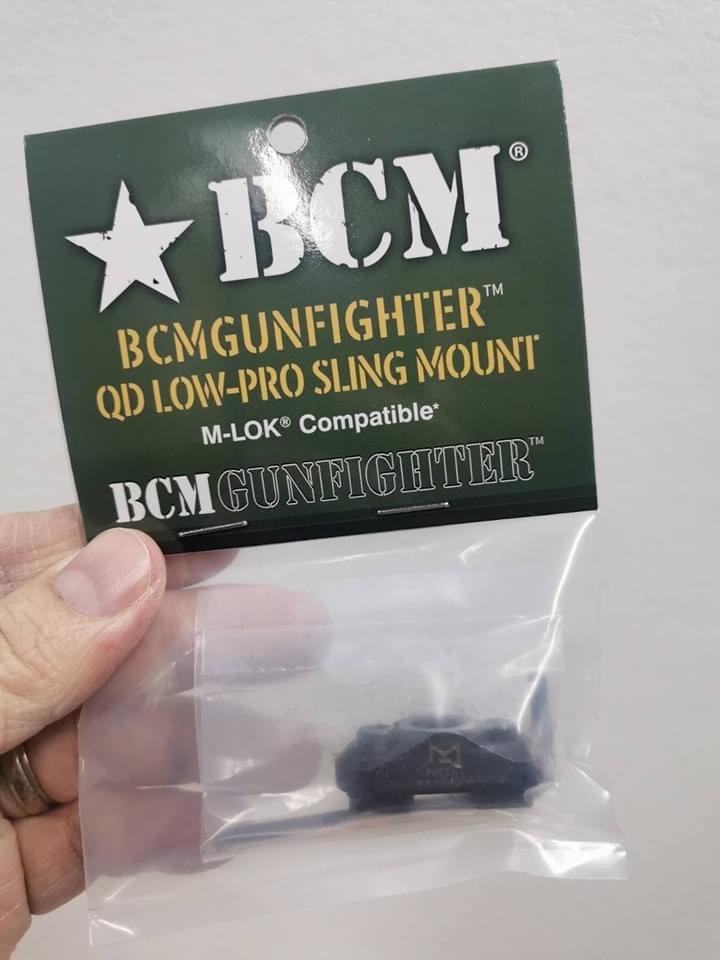 BCM®
BCMGUNFIGHTER™
QD LOW-PRO SLING MOUNT
M-LOK® Compatible*
BCMGUNFIGHTER™